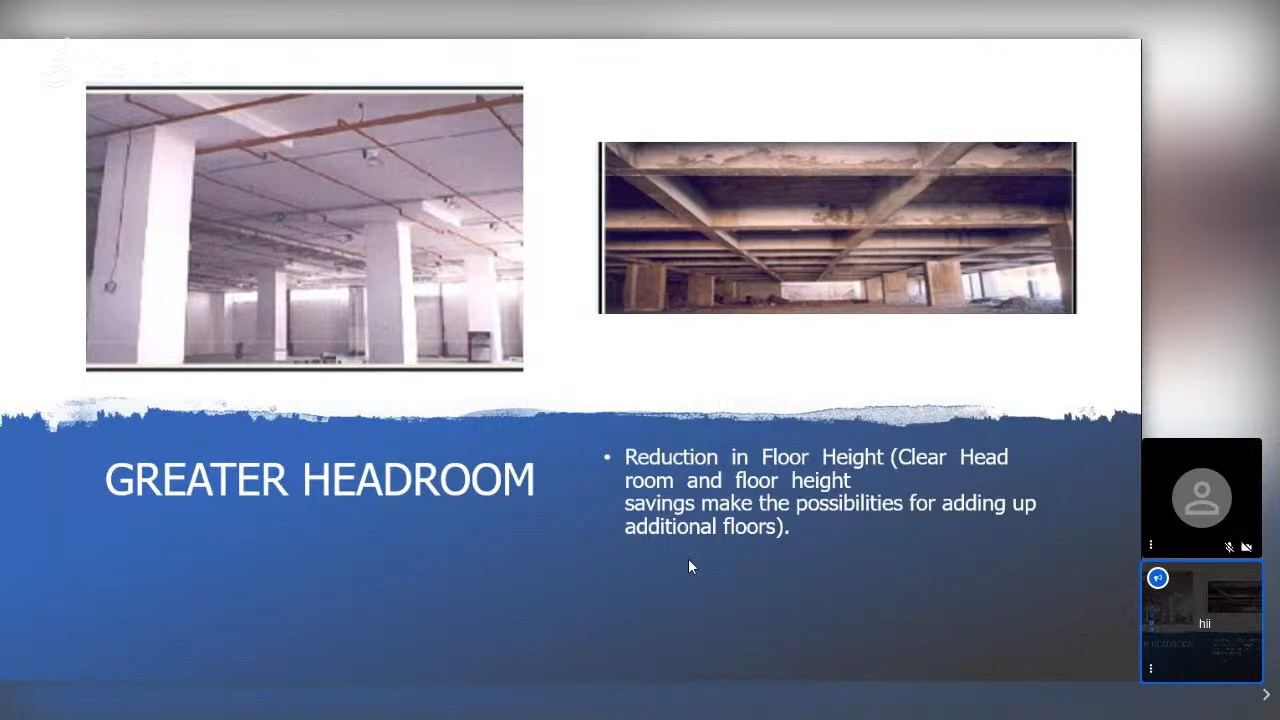 GREATER HEADROOM
• Reduction in Floor Height (Clear Head
room and floor height
savings make the possibilities for adding up
additional floors).
hii